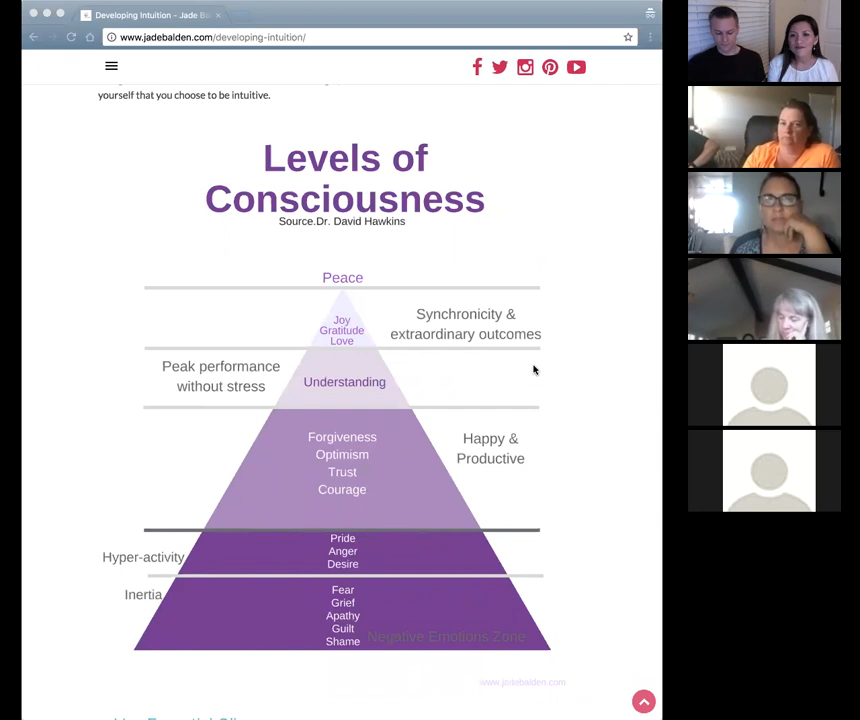 Developing Intuition - Jade Ba
www.jadebalden.com/developing-intuition/
yourself that you choose to be intuitive.
Levels of
Consciousness
Source.Dr. David Hawkins
Peace
Joy
Gratitude
Love
Synchronicity &
extraordinary outcomes
Peak performance
without stress
Understanding
Forgiveness
Optimism
Trust
Courage
Happy &
Productive
Pride
Anger
Desire
Hyper-activity
Inertia
Fear
Grief
Apathy
Guilt
Shame
Negative Emotions Zone
www.jadebalden.com